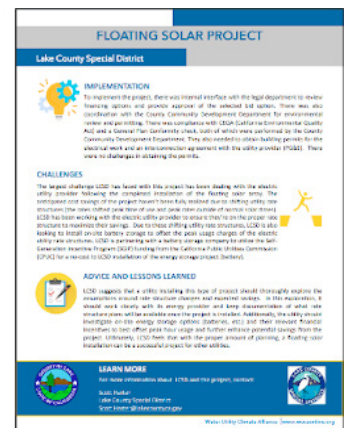 FLOATING SOLAR PROJECT
Lake County Special District
IMPLEMENTATION
To implement the project, there was internal interface with the legal department to review
financing options and provide approval of the selected bid option. There was also
coordination with the County Community Development Department for environmental
review and permitting. There was compliance with CEQA (California Environmental Quality
Act) and a General Plan Conformity check, both of which were performed by the County
Community Development Department. They also needed to obtain building permits for the
electrical work and an interconnection agreement with the utility provider (PG&E). There
were no challenges in obtaining the permits.
CHALLENGES
The largest challenge LCSD has faced with this project has been dealing with the electric
utility provider following the completed installation of the floating solar array. The
anticipated cost savings of the project haven't been fully realized due to shifting utility rate
structures (the rates shifted peak time of use and peak rates outside of normal solar times).
LCSD has been working with the electric utility provider to ensure they're on the proper rate
structure to maximize their savings. Due to these shifting utility rate structures, LCSD is also
looking to install on-site battery storage to offset the peak usage charges of the electric
utility rate structures. LCSD is partnering with a battery storage company to utilize the Self-
Generation Incentive Program (SGIP) funding from the California Public Utilities Commission
(CPUC) for a no-cost to LCSD installation of the energy storage project (battery).
ADVICE AND LESSONS LEARNED
LCSD suggests that a utility installing this type of project should thoroughly explore the
assumptions around rate structure changes and expected savings. In this exploration, it
should work closely with its energy provider and keep documentation of what rate
structure plans will be available once the project is installed. Additionally, the utility should
investigate on-site energy storage options (batteries, etc.) and their relevant financial
incentives to best offset peak hour usage and further enhance potential savings from the
project. Ultimately, LCSD feels that with the proper amount of planning, a floating solar
installation can be a successful project for other utilities.
LEARN MORE
For more information about LCSD and the project, contact:
Scott
Lake County Special District
Water Utility Climate Alliance |